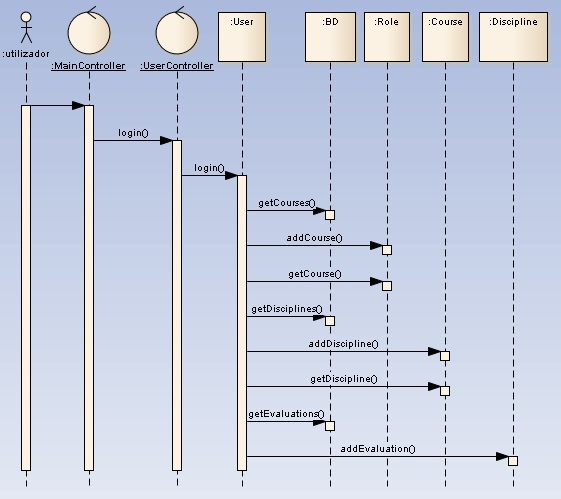 :utilizador
:MainController
:UserController
:User
:BD
:Role
:Course
:Discipline
login()
login()
getCourses()
addCourse()
getCourse()
getDisciplines()
addDiscipline()
getDiscipline()
getEvaluations()
addEvaluation()